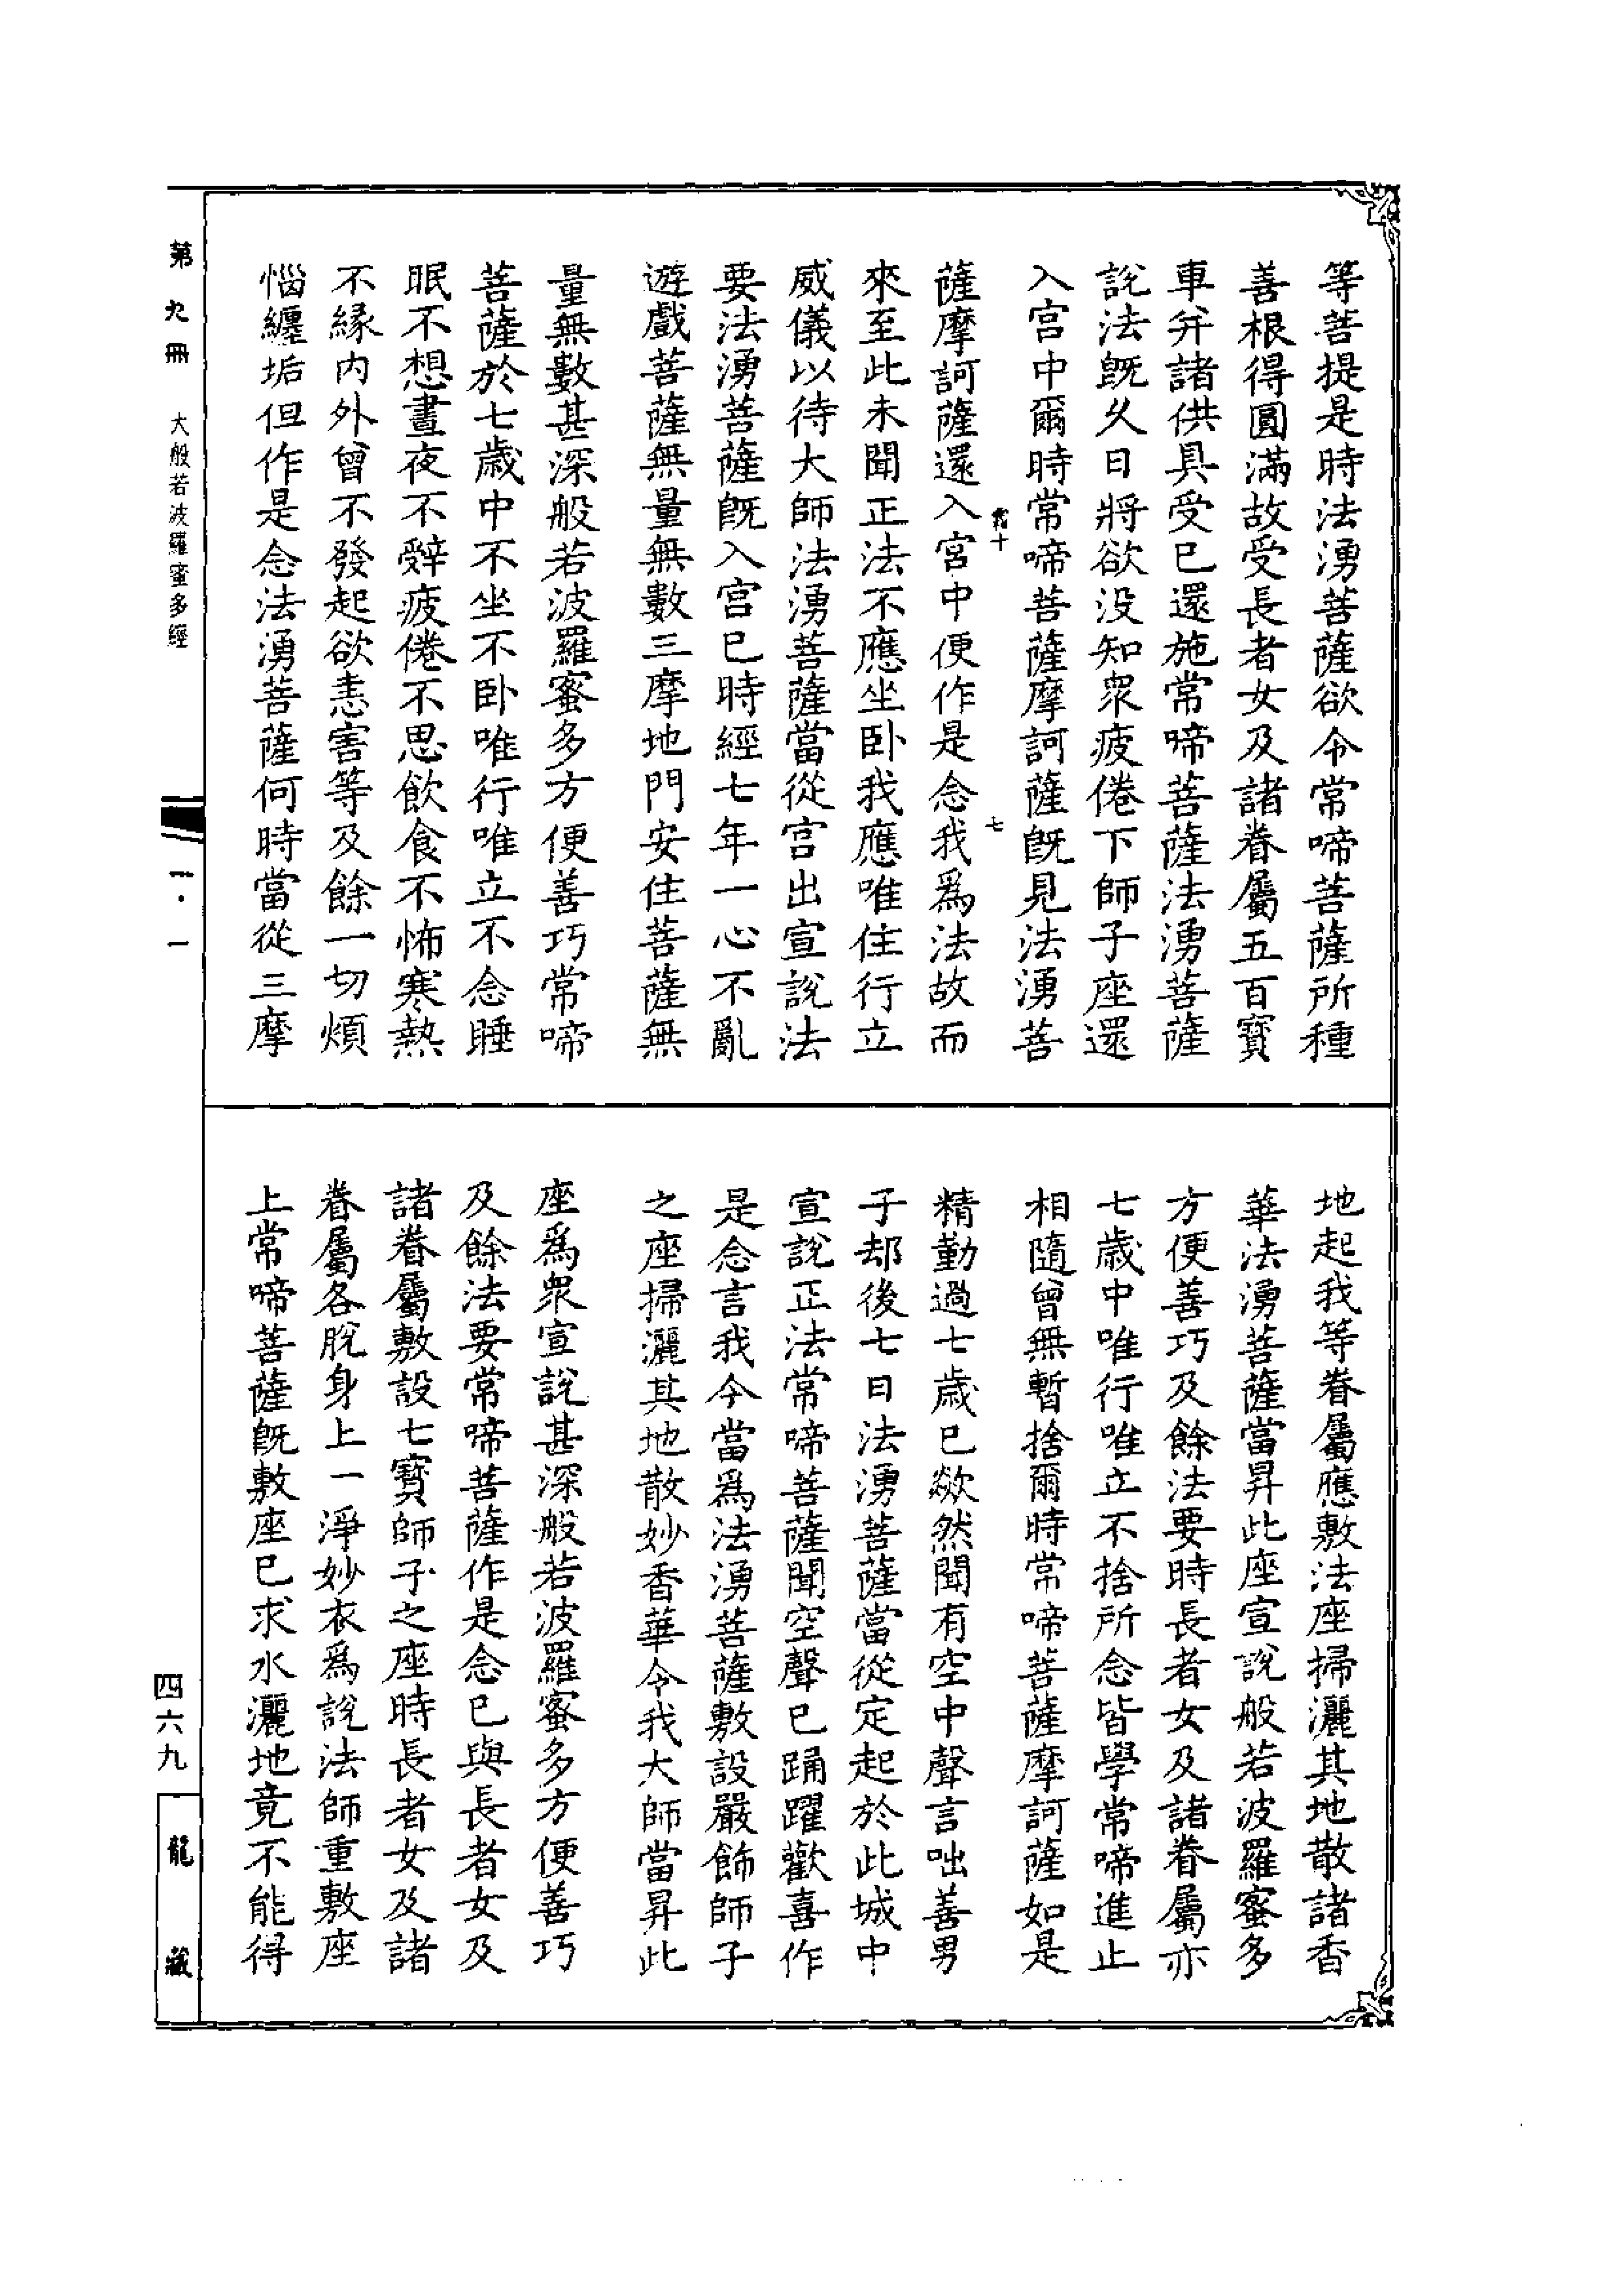 等菩提是時法湧菩薩欲令常啼菩薩所種
善根得圓滿故受長者女及諸眷屬五百寶
車幷諸供具受已還施常啼菩薩法湧菩薩
說法旣久日將欲没知衆疲倦下師子座還
入宮中爾時常啼菩薩摩訶薩旣見法湧菩
霜十
七
薩摩訶薩還入宮中便作是念我爲法故而
來至此未聞正法不應坐卧我應唯住行立
威儀以待大師法湧菩薩當從宮出宣說法
要法湧菩薩旣入宮已時經七年一心不亂
遊戲菩薩無量無數三摩地門安住菩薩無
量無數甚深般若波羅蜜多方便善巧常啼
菩薩於七歲中不坐不卧唯行唯立不念睡
眠不想晝夜不辭疲倦不思飲食不怖寒熱
不緣内外曾不發起欲恚害等及餘一切煩
惱纏垢但作是念法湧菩薩何時當從三摩
地起我等眷屬應敷法座掃灑其地散諸香
華法湧菩薩當昇此座宣說般若波羅蜜多
方便善巧及餘法要時長者女及諸眷屬亦
七歲中唯行唯立不捨所念皆學常啼進止
相隨曾無暫捨爾時常啼菩薩摩訶薩如是
精勤過七歲已歘然聞有空中聲言咄善男
子却後七日法湧菩薩當從定起於此城中
宣說正法常啼菩薩聞空聲已踊躍歡喜作
是念言我今當爲法湧菩薩敷設嚴飾師子
之座掃灑其地散妙香華令我大師當昇此
座爲衆宣說甚深般若波羅蜜多方便善巧
及餘法要常啼菩薩作是念已與長者女及
諸眷屬敷設七寶師子之座時長者女及諸
眷屬各脫身上一淨妙衣爲說法師重敷座
上常啼菩薩旣敷座已求水灑地竟不能得
第九冊 大般若波羅蜜多經 一·一
四六九
龍藏